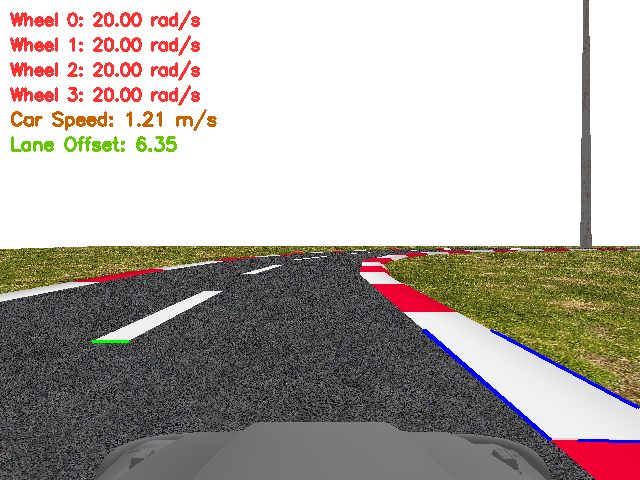 Wheel 0: 20.00 rad/s
Wheel 1: 20.00 rad/s
Wheel 2: 20.00 rad/s
Wheel 3: 20.00 rad/s
Car Speed: 1.21 m/s
Lane Offset: 6.35